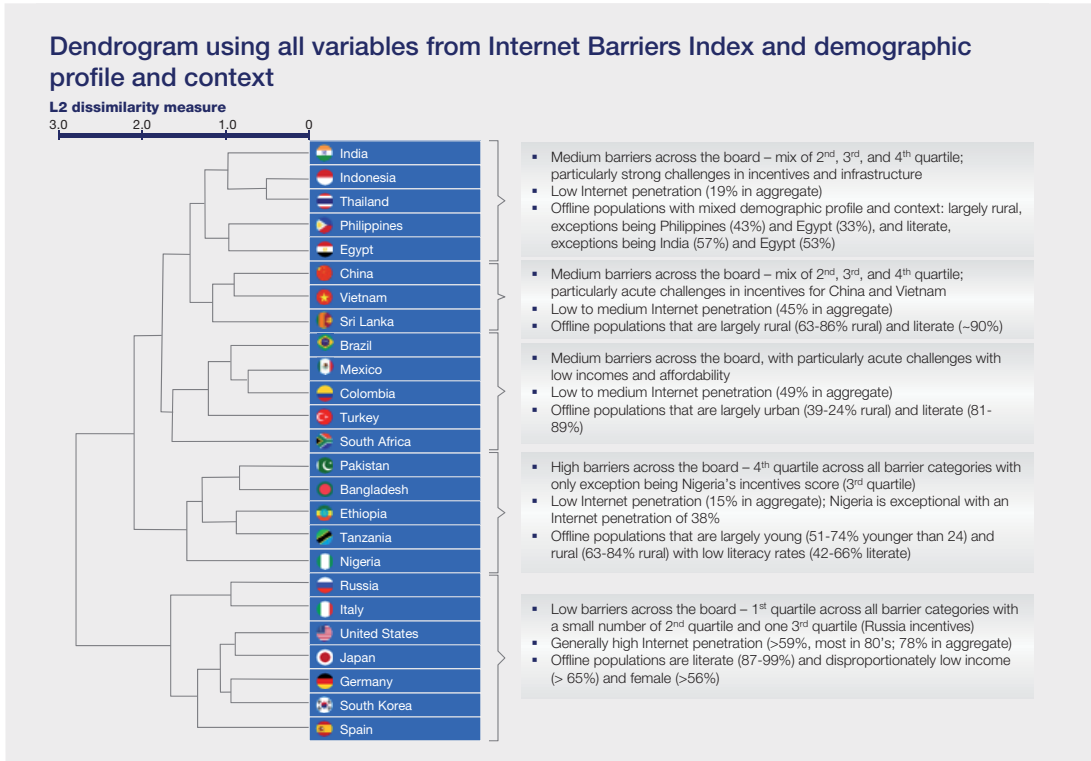 Dendrogram using all variables from Internet Barriers Index and demographic
profile and context
L2 dissimilarity measure
3.0 2.0 1.0 0
India
Indonesia
Thailand
Philippines
Egypt
China
Vietnam
Sri Lanka
Brazil
Mexico
Colombia
Turkey
South Africa
Pakistan
Bangladesh
Ethiopia
Tanzania
Nigeria
Russia
Italy
United States
Japan
Germany
South Korea
Spain
▪ Medium barriers across the board – mix of 2nd, 3rd, and 4th quartile;
particularly strong challenges in incentives and infrastructure
▪ Low Internet penetration (19% in aggregate)
▪ Offline populations with mixed demographic profile and context: largely rural,
exceptions being Philippines (43%) and Egypt (33%), and literate,
exceptions being India (57%) and Egypt (53%)
▪ Medium barriers across the board – mix of 2nd, 3rd, and 4th quartile;
particularly acute challenges in incentives for China and Vietnam
▪ Low to medium Internet penetration (45% in aggregate)
▪ Offline populations that are largely rural (63-86% rural) and literate (~90%)
▪ Medium barriers across the board, with particularly acute challenges with
low incomes and affordability
▪ Low to medium Internet penetration (49% in aggregate)
▪ Offline populations that are largely urban (39-24% rural) and literate (81-
89%)
▪ High barriers across the board – 4th quartile across all barrier categories with
only exception being Nigeria's incentives score (3rd quartile)
▪ Low Internet penetration (15% in aggregate); Nigeria is exceptional with an
Internet penetration of 38%
▪ Offline populations that are largely young (51-74% younger than 24) and
rural (63-84% rural) with low literacy rates (42-66% literate)
▪ Low barriers across the board – 1st quartile across all barrier categories with
a small number of 2nd quartile and one 3rd quartile (Russia incentives)
▪ Generally high Internet penetration (>59%, most in 80's; 78% in aggregate)
▪ Offline populations are literate (87-99%) and disproportionately low income
(> 65%) and female (>56%)